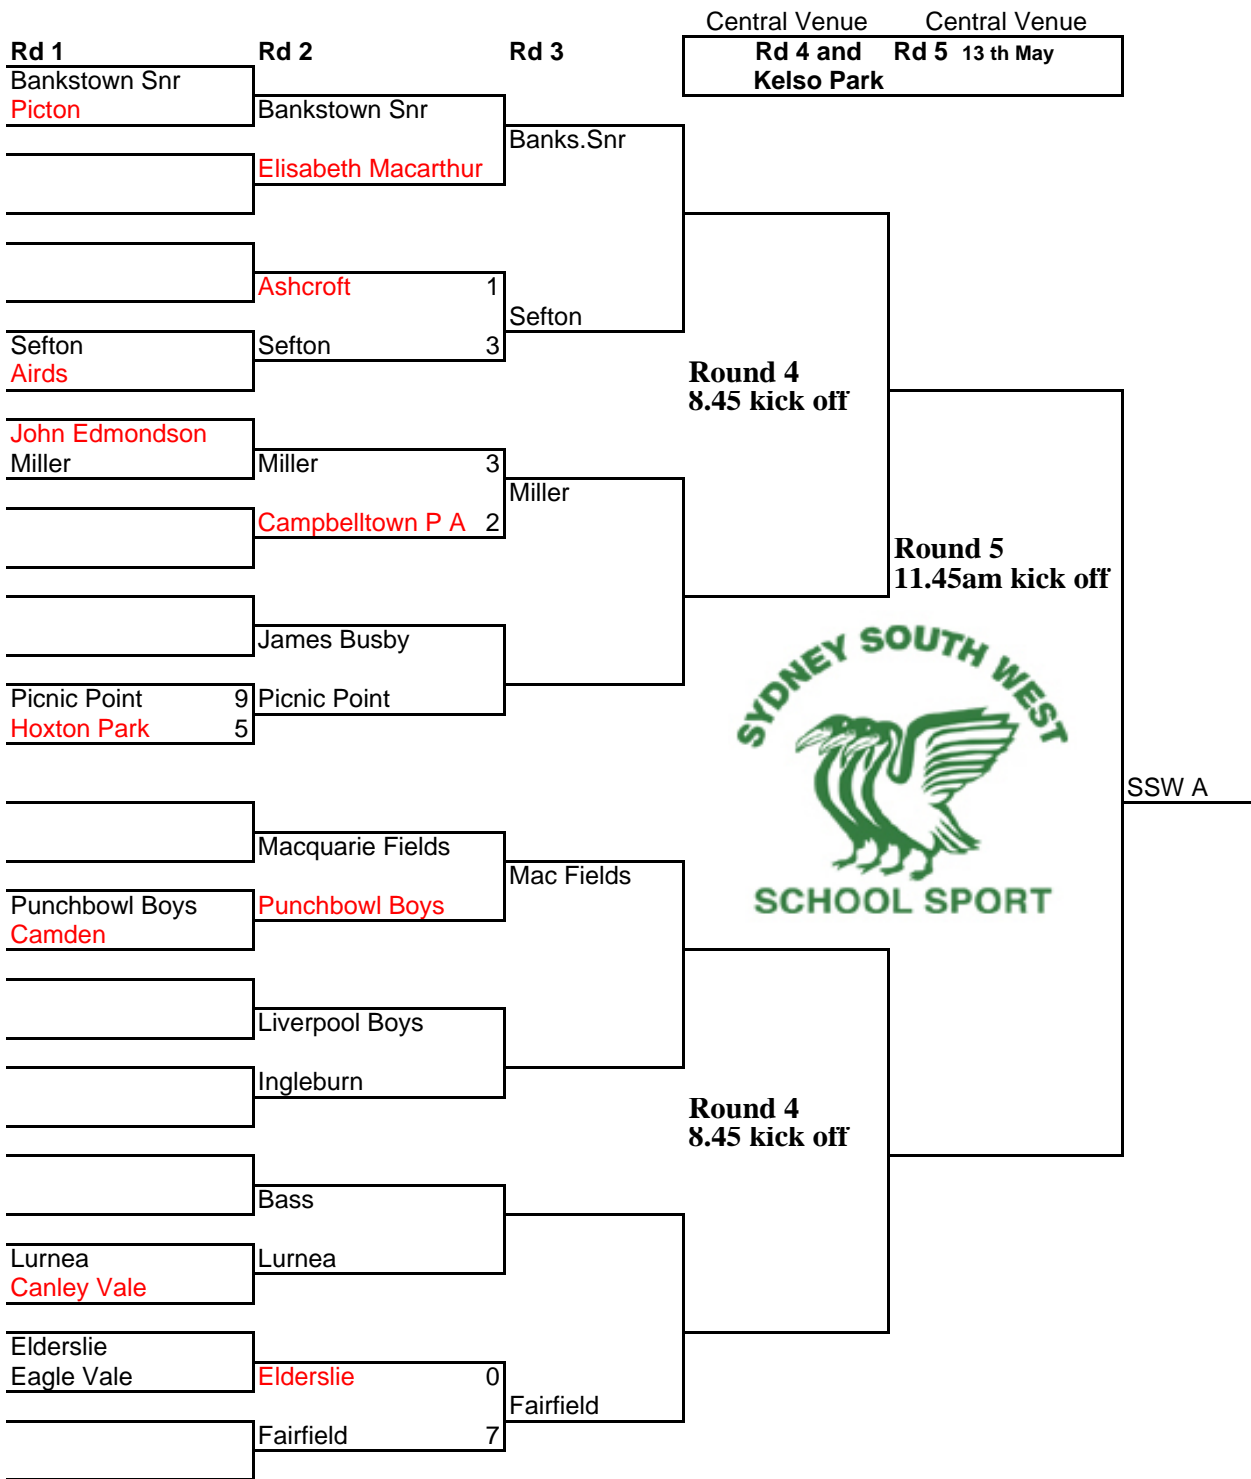 Central Venue Central Venue
Rd 1 Rd 2 Rd 3 Rd 4 and Rd 5 13 th May
Kelso Park
Bankstown Snr
Picton
Bankstown Snr
Banks.Snr
Elisabeth Macarthur
Ashcroft 1
Sefton
Sefton
Sefton 3
Airds
Round 4
8.45 kick off
John Edmondson
Miller
Miller 3
Miller
Campbelltown P A 2
Round 5
11.45am kick off
James Busby
Picnic Point 9
Picnic Point
Hoxton Park 5
SYDNEY SOUTH WEST
SCHOOL SPORT
SSW A
Macquarie Fields
Mac Fields
Punchbowl Boys
Punchbowl Boys
Camden
Liverpool Boys
Ingleburn
Round 4
8.45 kick off
Bass
Lurnea
Lurnea
Canley Vale
Elderslie
Eagle Vale
Elderslie 0
Fairfield
Fairfield 7